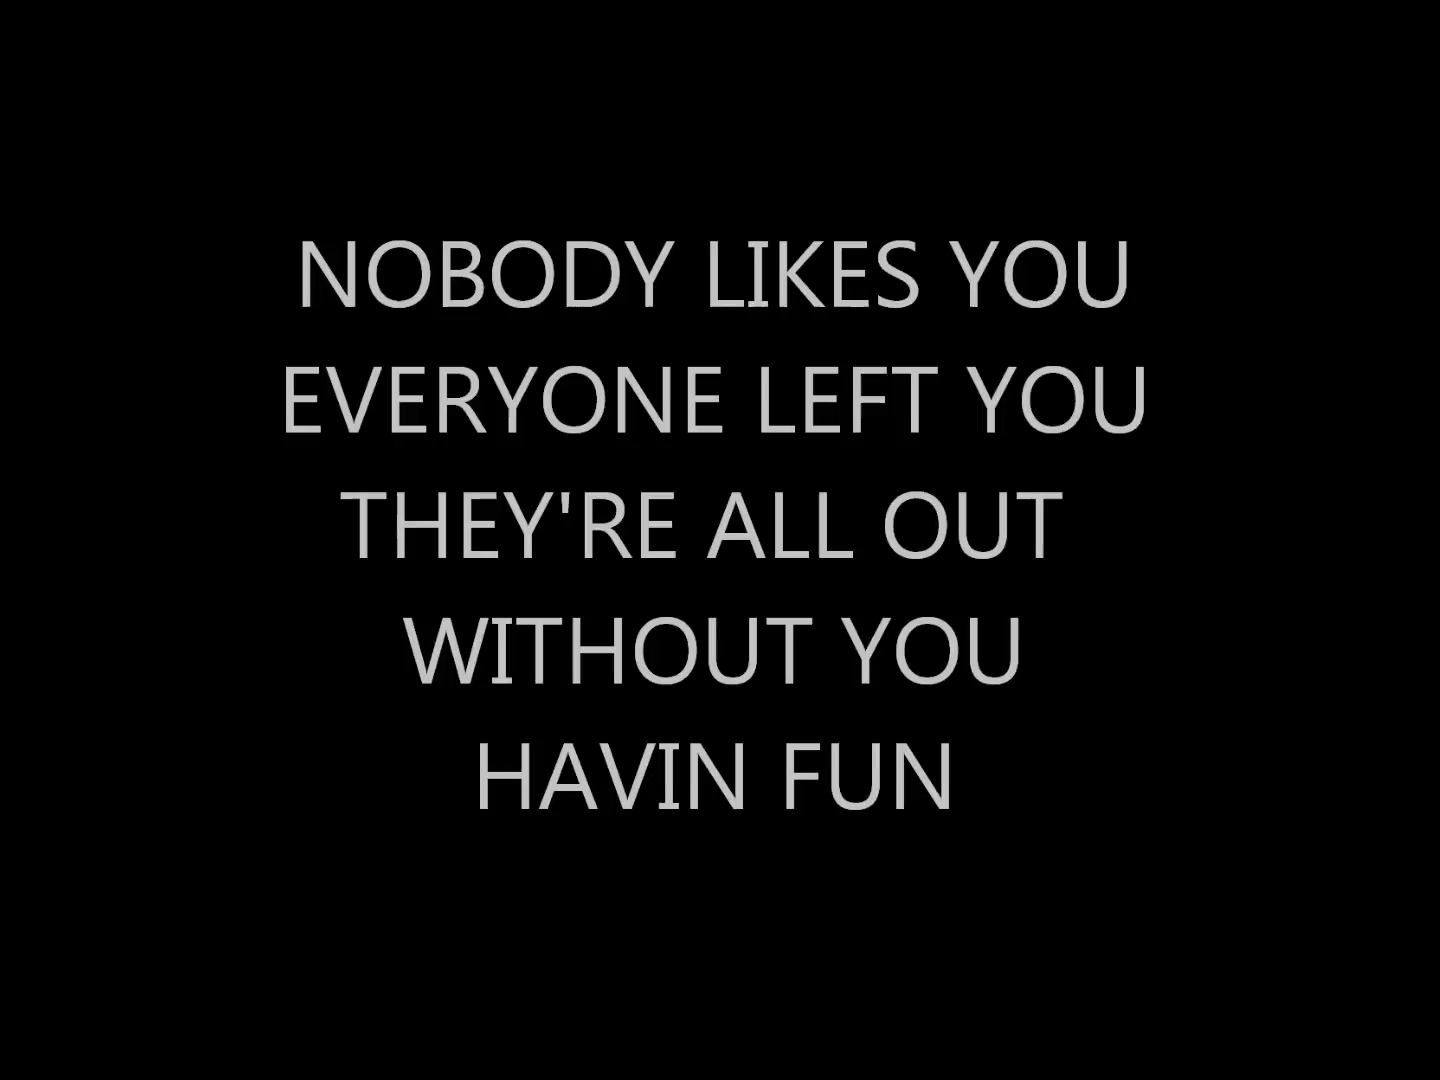 NOBODY LIKES YOU
EVERYONE LEFT YOU
THEY'RE ALL OUT
WITHOUT YOU
HAVIN FUN